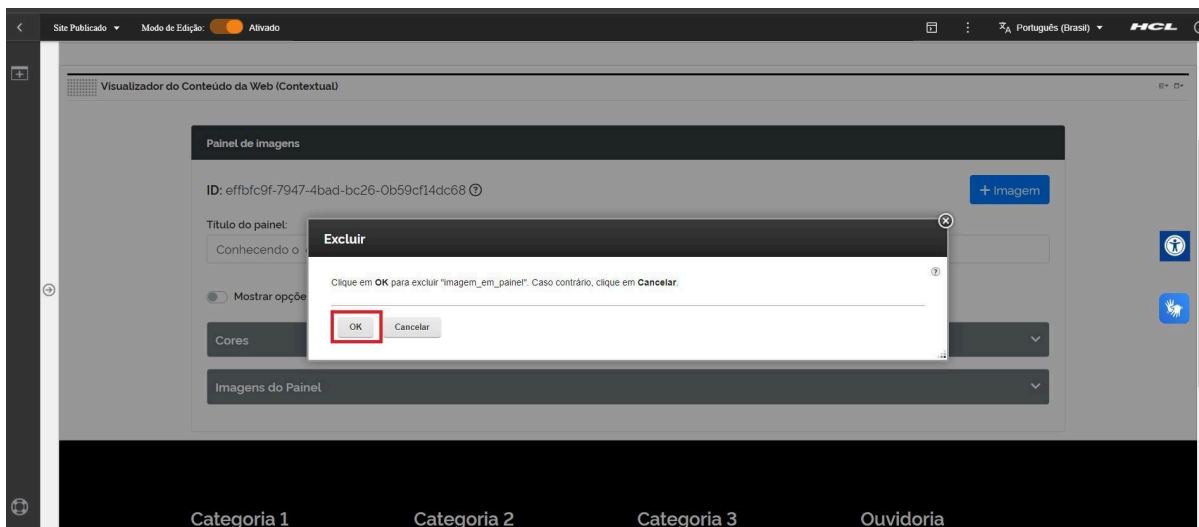 Site Publicado
Modo de Edição:
Ativado
Português (Brasil)
HCL
Visualizador do Conteúdo da Web (Contextual)
Painel de imagens
ID: effbfc9f-7947-4bad-bc26-0b59cf14dc68
+ Imagem
Título do painel:
Conhecendo o
Excluir
Clique em OK para excluir "imagem_em_painel". Caso contrário, clique em Cancelar.
Mostrar opçõe
OK
Cancelar
Cores
Imagens do Painel
Categoria 1
Categoria 2
Categoria 3
Ouvidoria